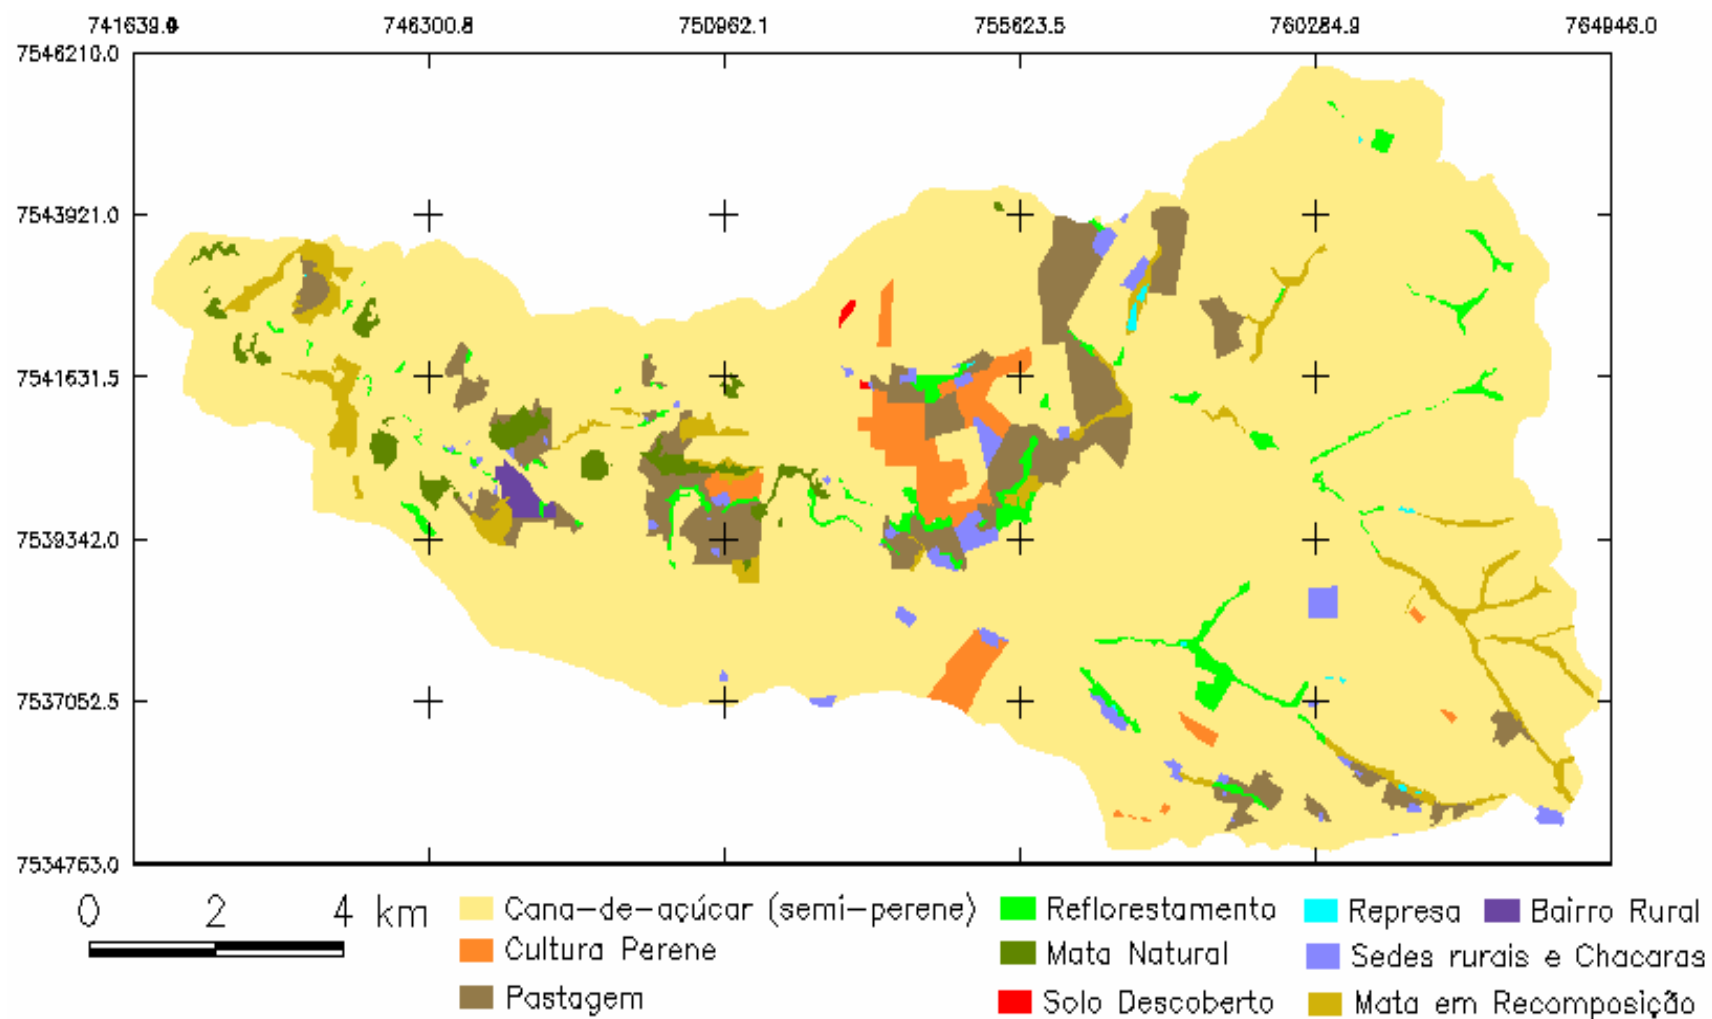 741639.9 746300.8 750962.1 755623.5 760284.9 764946.0
7546210.0
7543921.0
7541631.5
7539342.0
7537052.5
7534763.0
0 2 4 km
Cana-de-açúcar (semi-perene) Reflorestamento Represa Bairro Rural
Cultura Perene Mata Natural Sedes rurais e Chacaras
Pastagem Solo Descoberto Mata em Recomposição